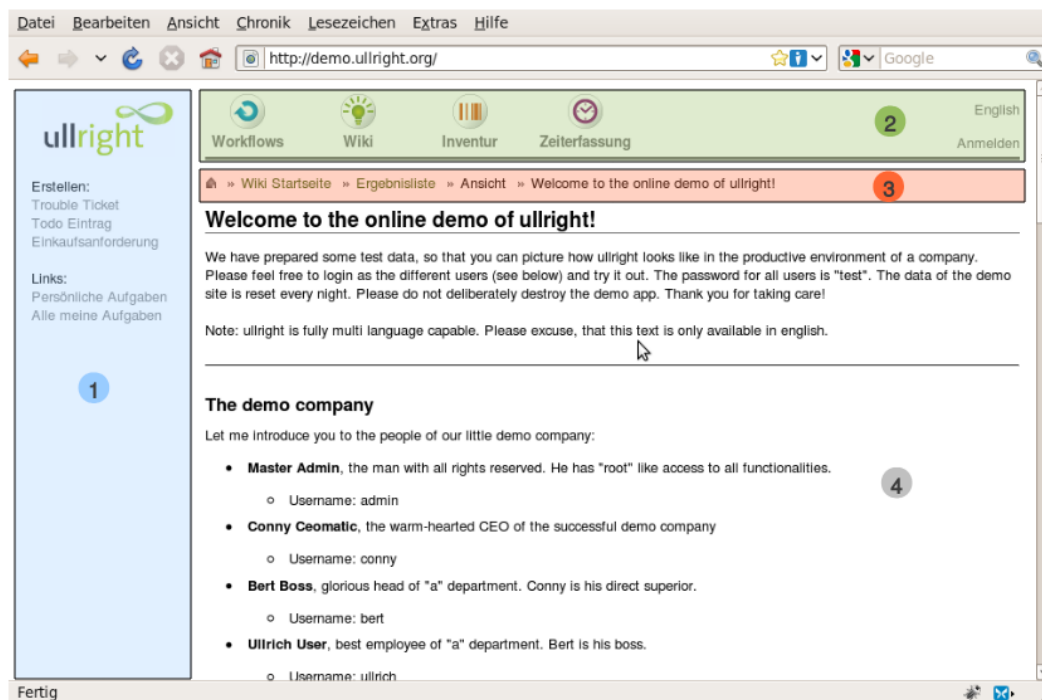 Datei Bearbeiten Ansicht Chronik Lesezeichen Extras Hilfe
http://demo.ullright.org/ Google
ullright
Erstellen:
Trouble Ticket
Todo Eintrag
Einkaufsanforderung
Links:
Persönliche Aufgaben
Alle meine Aufgaben
1
Workflows Wiki Inventur Zeiterfassung
2
English
Anmelden
» Wiki Startseite » Ergebnisliste » Ansicht » Welcome to the online demo of ullright!
3
Welcome to the online demo of ullright!
We have prepared some test data, so that you can picture how ullright looks like in the productive environment of a company.
Please feel free to login as the different users (see below) and try it out. The password for all users is "test". The data of the demo
site is reset every night. Please do not deliberately destroy the demo app. Thank you for taking care!
Note: ullright is fully multi language capable. Please excuse, that this text is only available in english.
The demo company
Let me introduce you to the people of our little demo company:
• Master Admin, the man with all rights reserved. He has "root" like access to all functionalities.
4
○ Username: admin
• Conny Ceomatic, the warm-hearted CEO of the successful demo company
○ Username: conny
• Bert Boss, glorious head of "a" department. Conny is his direct superior.
○ Username: bert
• Ullrich User, best employee of "a" department. Bert is his boss.
○ Username: ullrich
Fertig